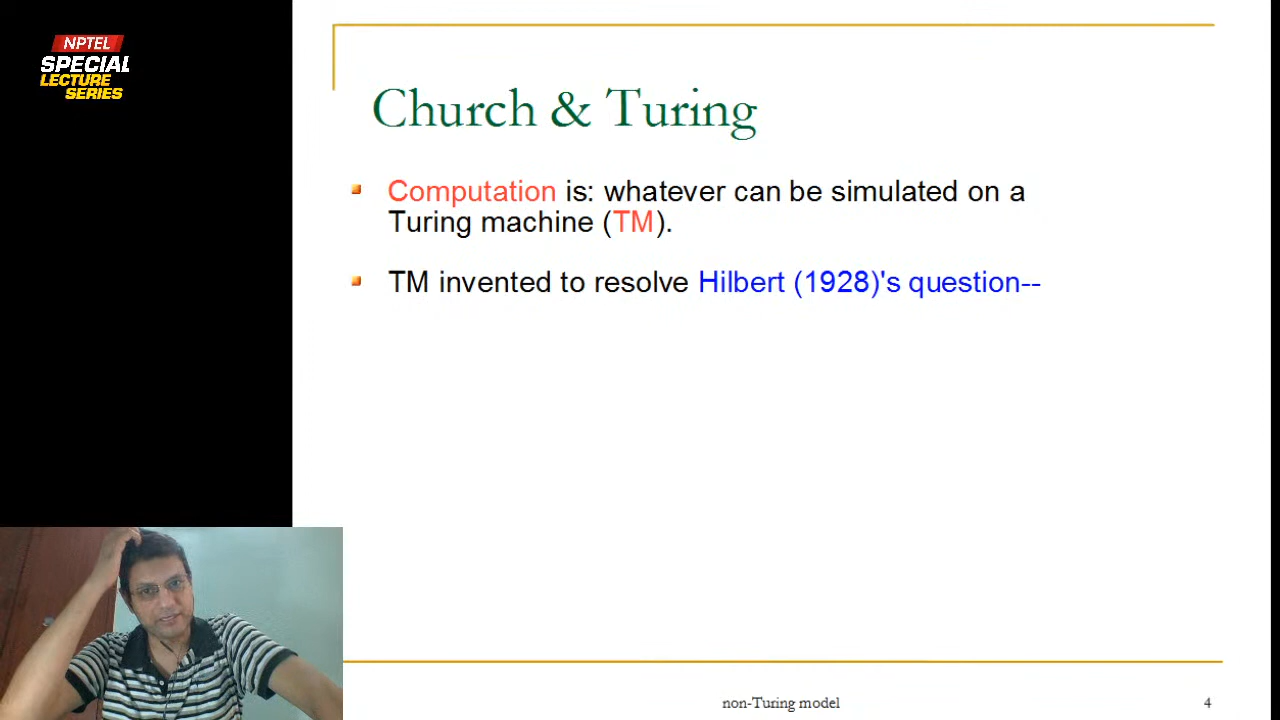 NPTEL
SPECIAL
LECTURE
SERIES
Church & Turing
Computation is: whatever can be simulated on a
Turing machine (TM).
TM invented to resolve Hilbert (1928)'s question--
non-Turing model
4